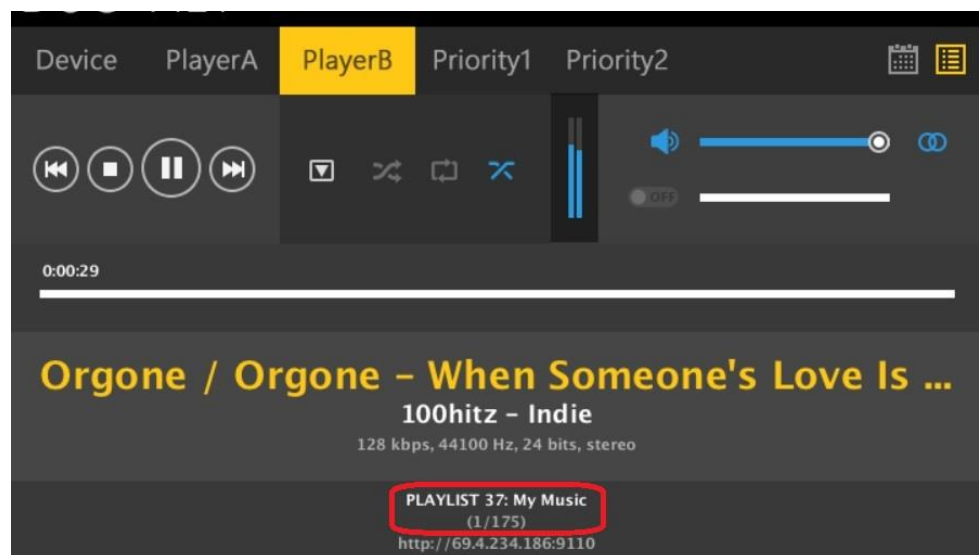 Device PlayerA PlayerB Priority1 Priority2
OFF
0:00:29
Orgone / Orgone – When Someone's Love Is ...
100hitz – Indie
128 kbps, 44100 Hz, 24 bits, stereo
PLAYLIST 37: My Music
(1/175)
http://69.4.234.186:9110